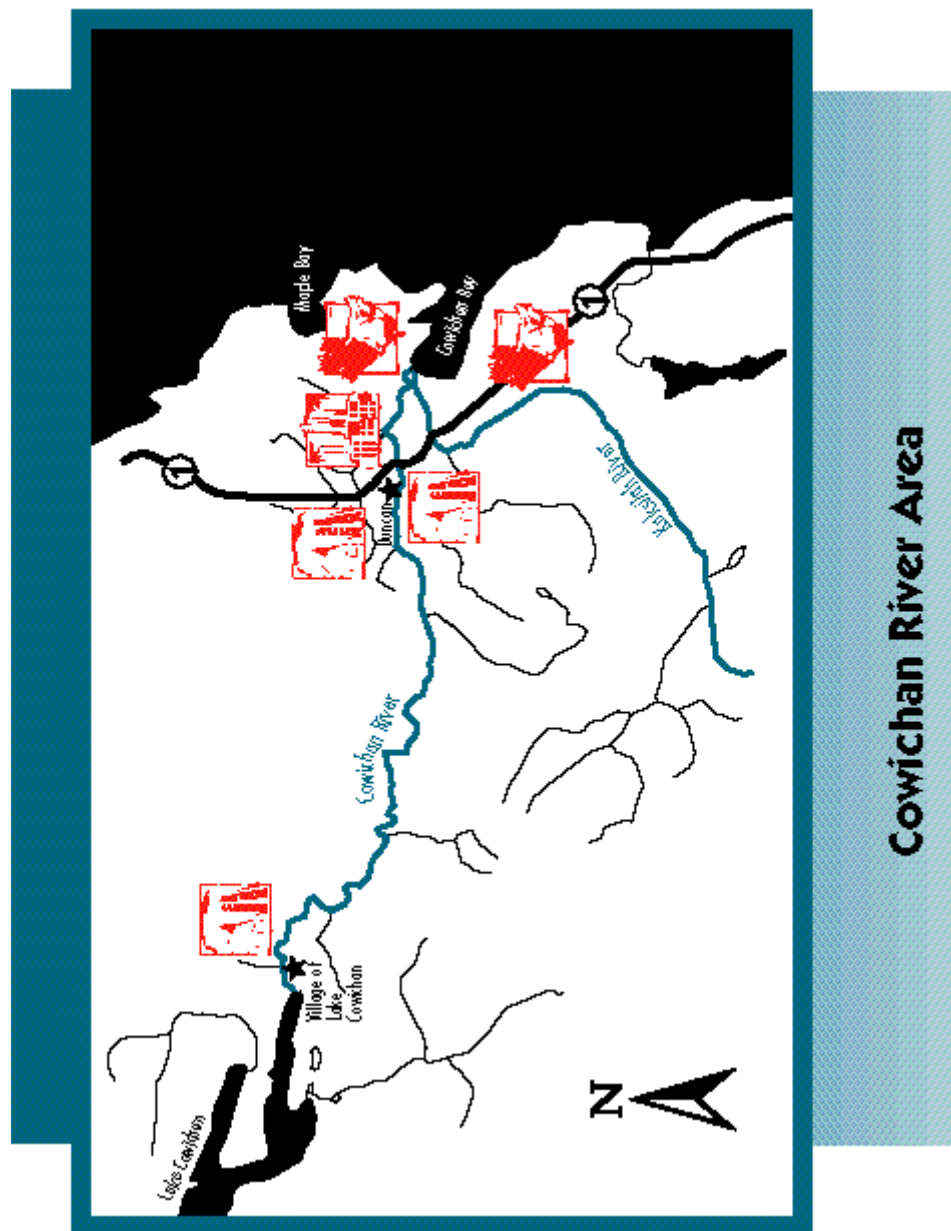 Lake Cowichan
1
Maple Bay
Village of
Lake
Cowichan
Cowichan River
Duncan
Cowichan Bay
1
N
Koksilah River
Cowichan River Area